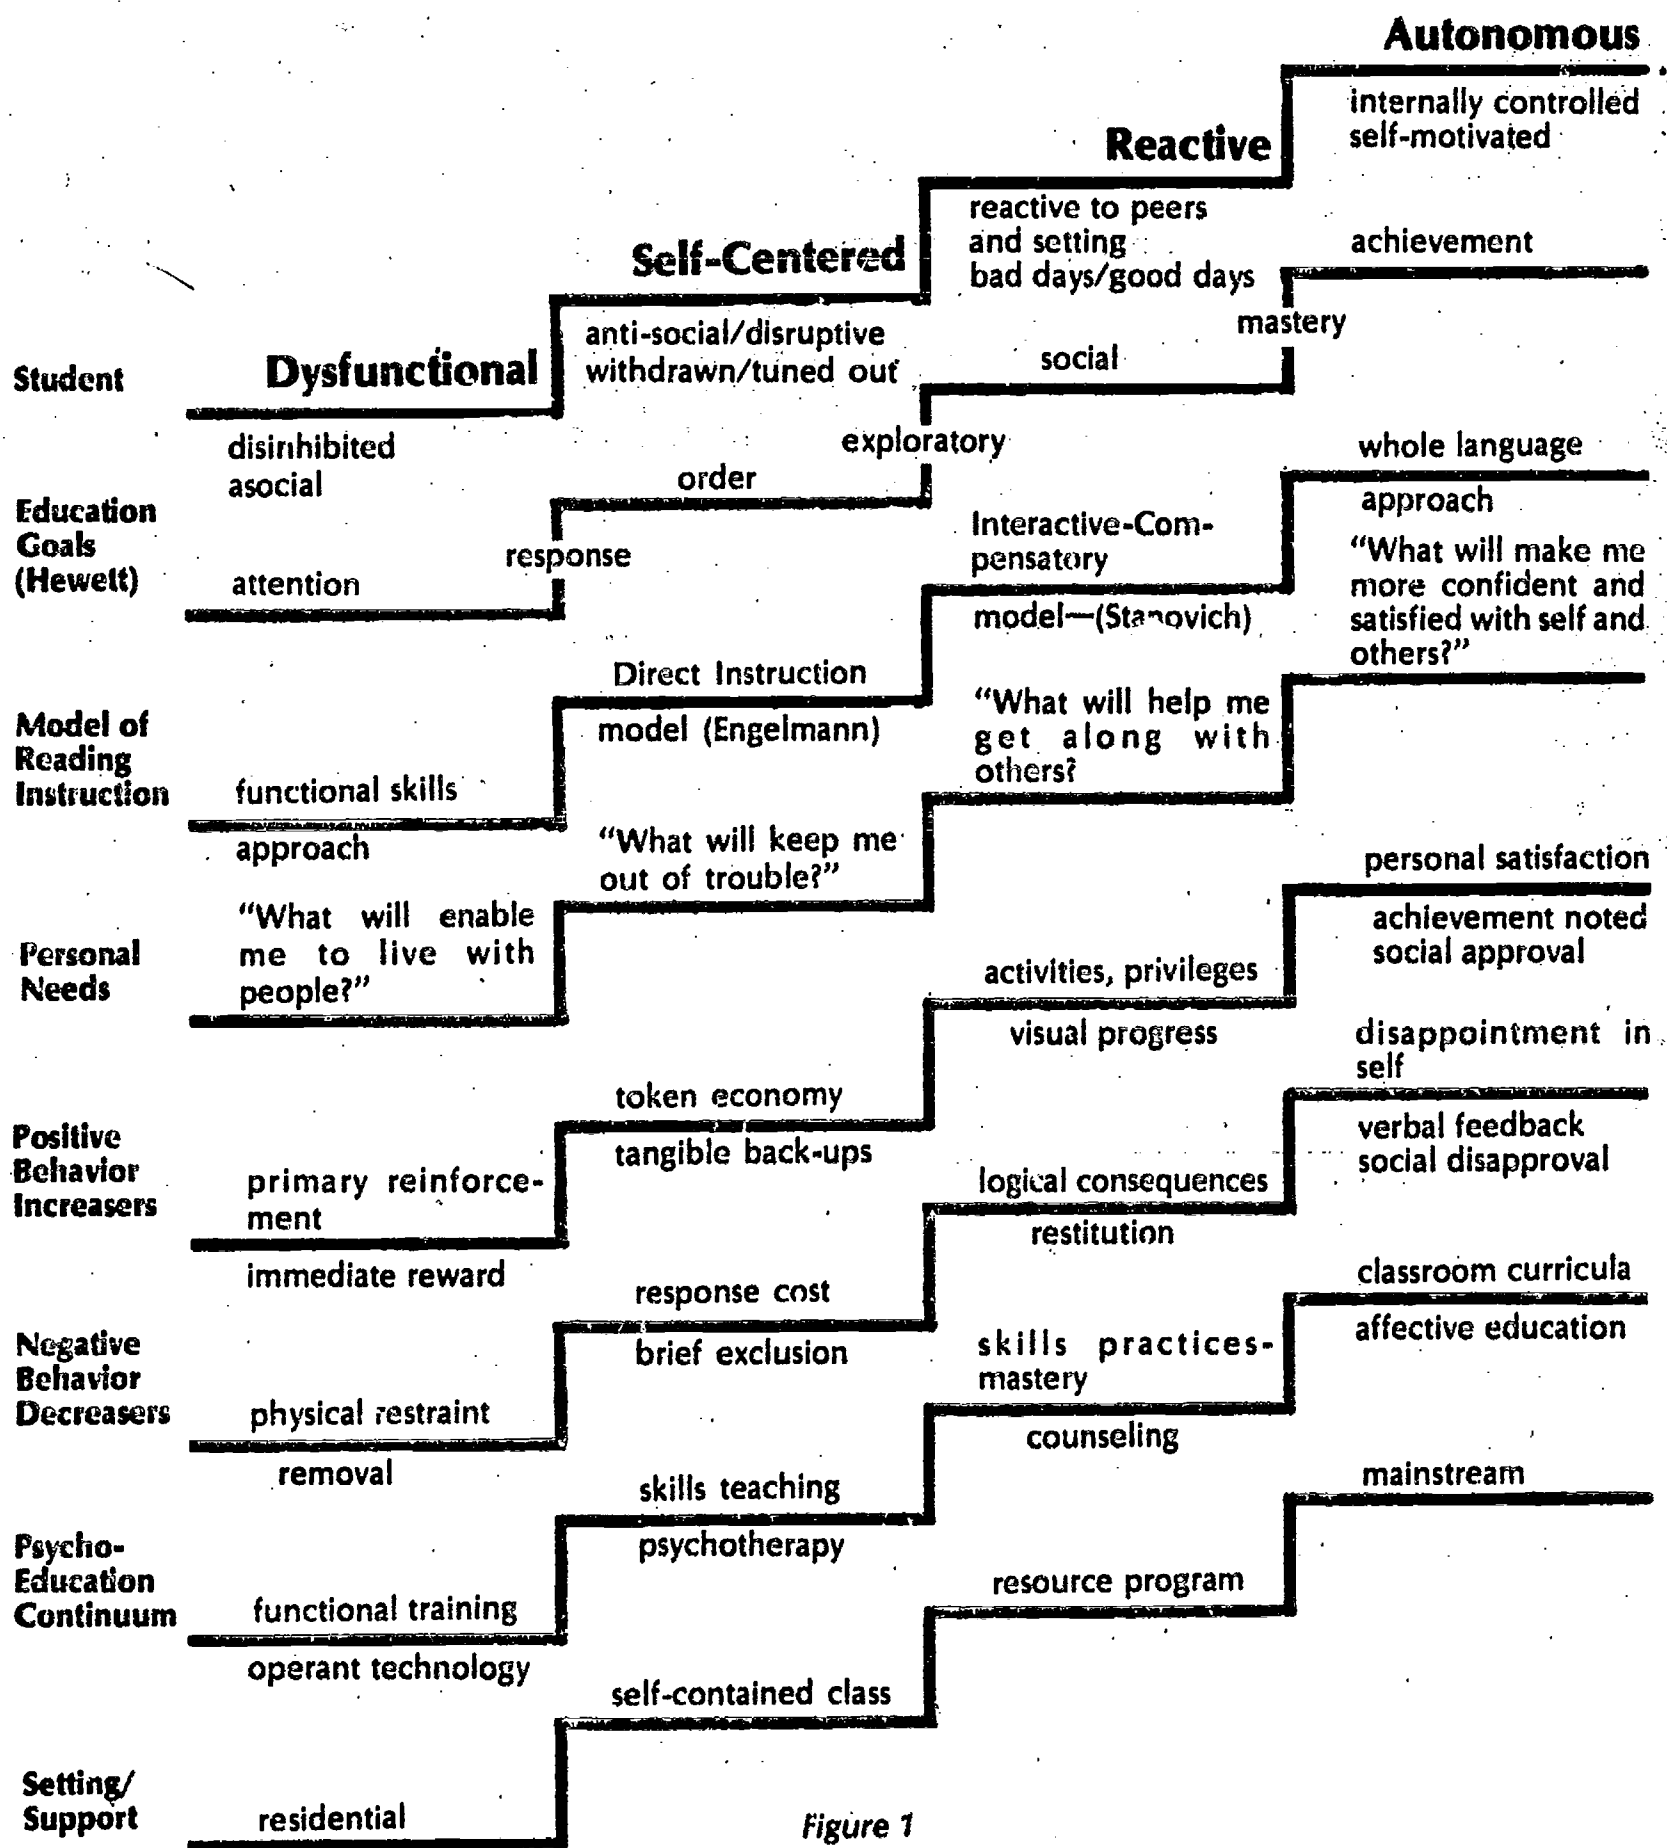 Autonomous
internally controlled
self-motivated
Reactive
reactive to peers
and setting
bad days/good days
Self-Centered
anti-social/disruptive
withdrawn/tuned out
Student
Dysfunctional
disinhibited
asocial
achievement
mastery
social
exploratory
order
response
Education
Goals
(Hewett)
attention
whole language
approach
Interactive-Com-
pensatory
model—(Stanovich)
Direct Instruction
model (Engelmann)
Model of
Reading
Instruction
functional skills
approach
"What will make me
more confident and
satisfied with self and
others?"
"What will help me
get along with
others?
"What will keep me
out of trouble?"
Personal
Needs
"What will enable
me to live with
people?"
personal satisfaction
achievement noted
social approval
activities, privileges
visual progress
token economy
tangible back-ups
Positive
Behavior
Increasers
primary reinforce-
ment
immediate reward
disappointment in
self
verbal feedback
social disapproval
logical consequences
restitution
response cost
brief exclusion
Negative
Behavior
Decreasers
physical restraint
removal
classroom curricula
affective education
skills practices-
mastery
counseling
skills teaching
psychotherapy
Psycho-
Education
Continuum
functional training
operant technology
mainstream
resource program
self-contained class
Setting/
Support
residential
Figure 1